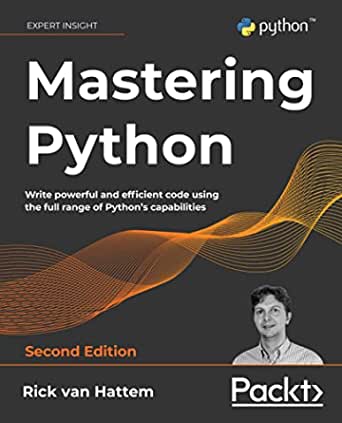 EXPERT INSIGHT
python™
Mastering
Python
Write powerful and efficient code using
the full range of Python's capabilities
Second Edition
Rick van Hattem
Packt>